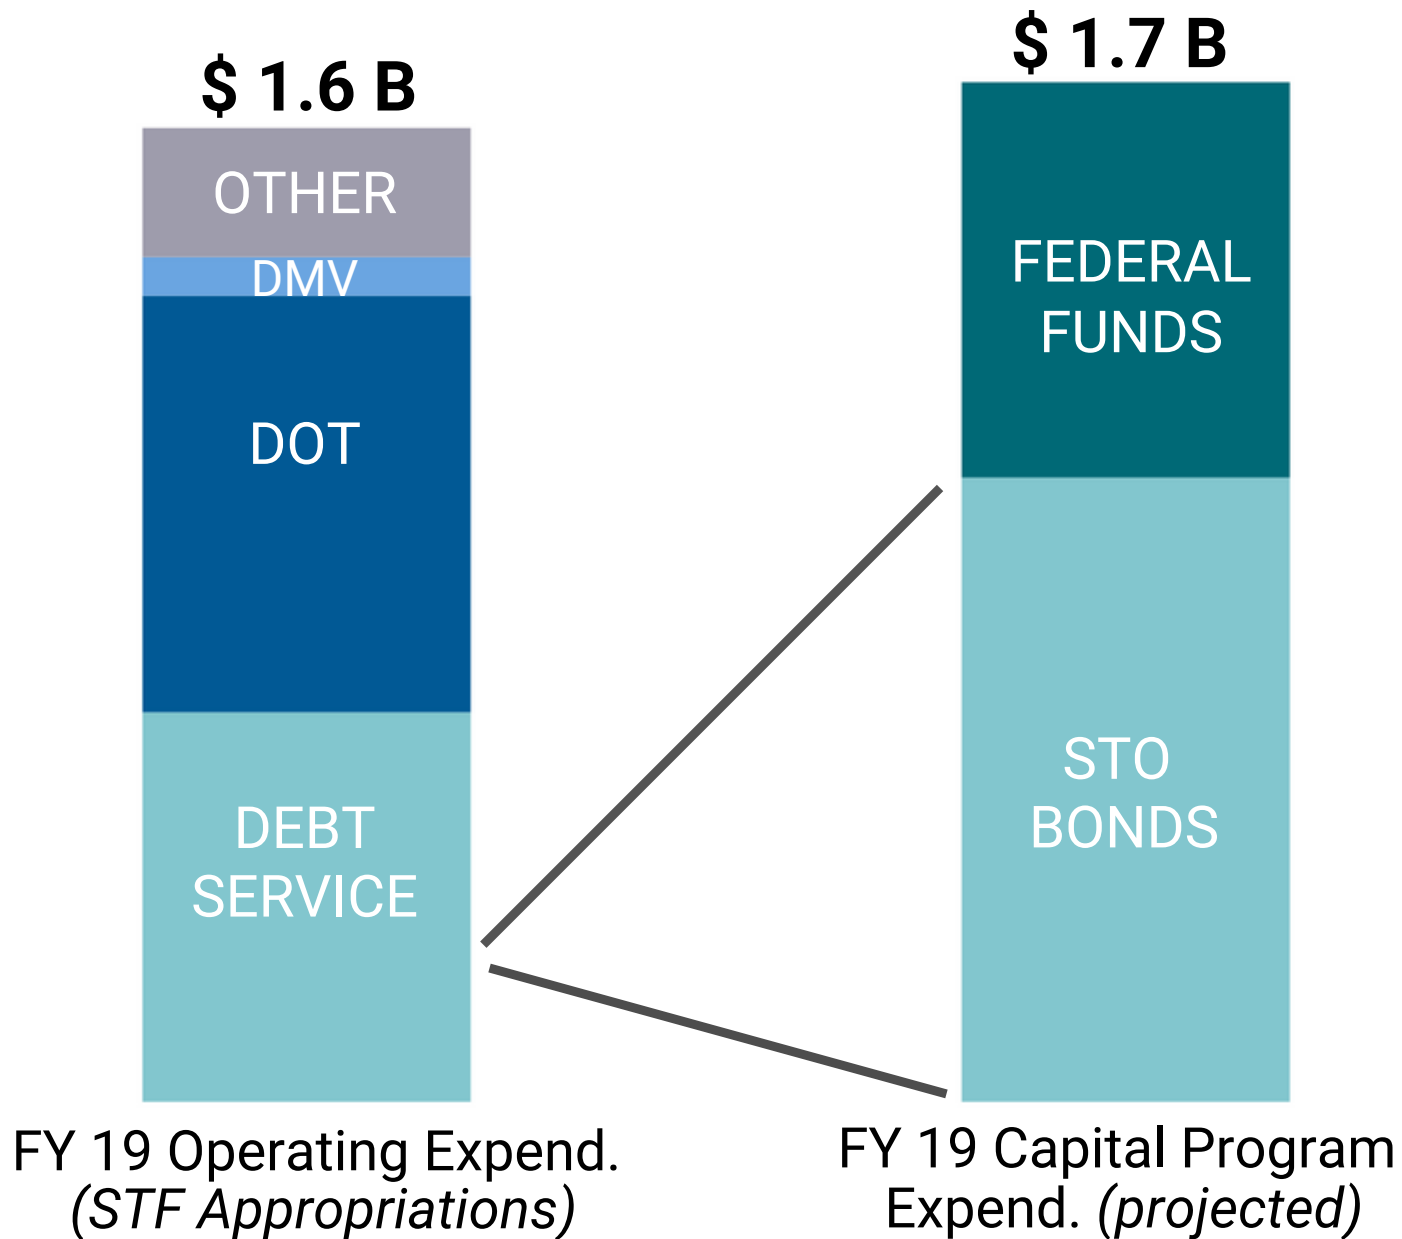 $ 1.6 B
OTHER
DMV
DOT
DEBT
SERVICE
FY 19 Operating Expend.
(STF Appropriations)
$ 1.7 B
FEDERAL
FUNDS
STO
BONDS
FY 19 Capital Program
Expend. (projected)